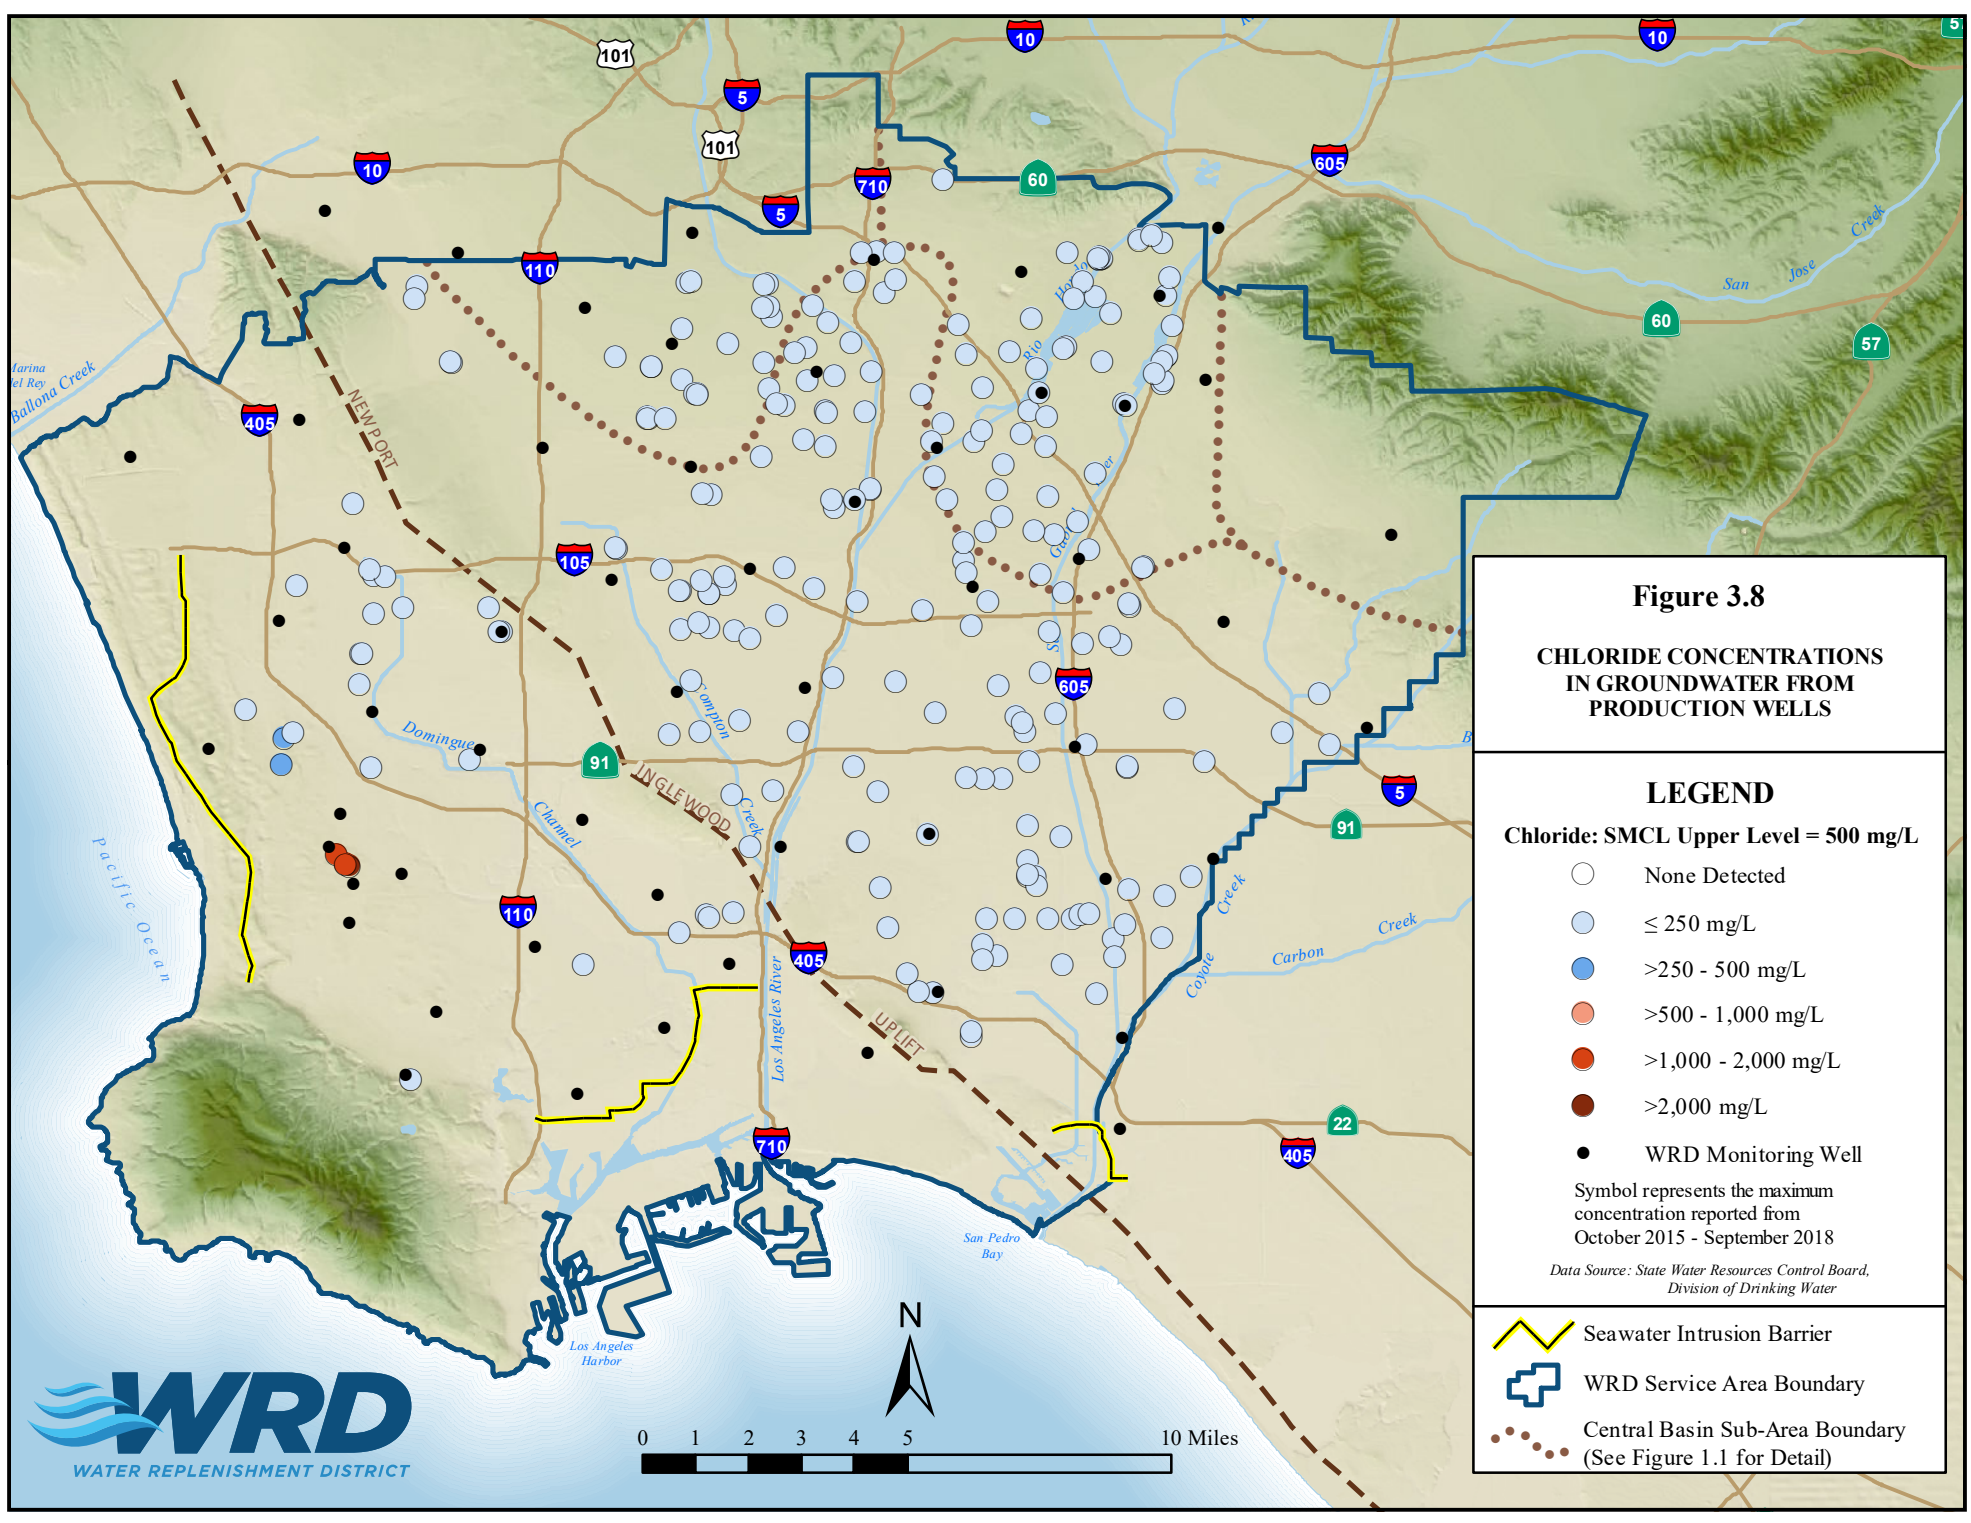 101
10
10
5
5
101
10
605
710
60
5
110
San
Jose
Creek
60
57
Hondo
Rio
Marina
del Rey
Ballona Creek
405
NEWPORT
105
605
Compton
Creek
Domingue
Channel
91
INGLEWOOD
5
91
Pacific Ocean
110
405
Creek
Coyote
Carbon
Creek
Los Angeles River
UPLIFT
22
405
710
San Pedro
Bay
Los Angeles
Harbor
Figure 3.8
CHLORIDE CONCENTRATIONS
IN GROUNDWATER FROM
PRODUCTION WELLS
LEGEND
Chloride: SMCL Upper Level = 500 mg/L
None Detected
≤ 250 mg/L
>250 - 500 mg/L
>500 - 1,000 mg/L
>1,000 - 2,000 mg/L
>2,000 mg/L
WRD Monitoring Well
Symbol represents the maximum
concentration reported from
October 2015 - September 2018
Data Source: State Water Resources Control Board,
Division of Drinking Water
Seawater Intrusion Barrier
WRD Service Area Boundary
Central Basin Sub-Area Boundary
(See Figure 1.1 for Detail)
N
0 1 2 3 4 5 10 Miles
WRD
WATER REPLENISHMENT DISTRICT